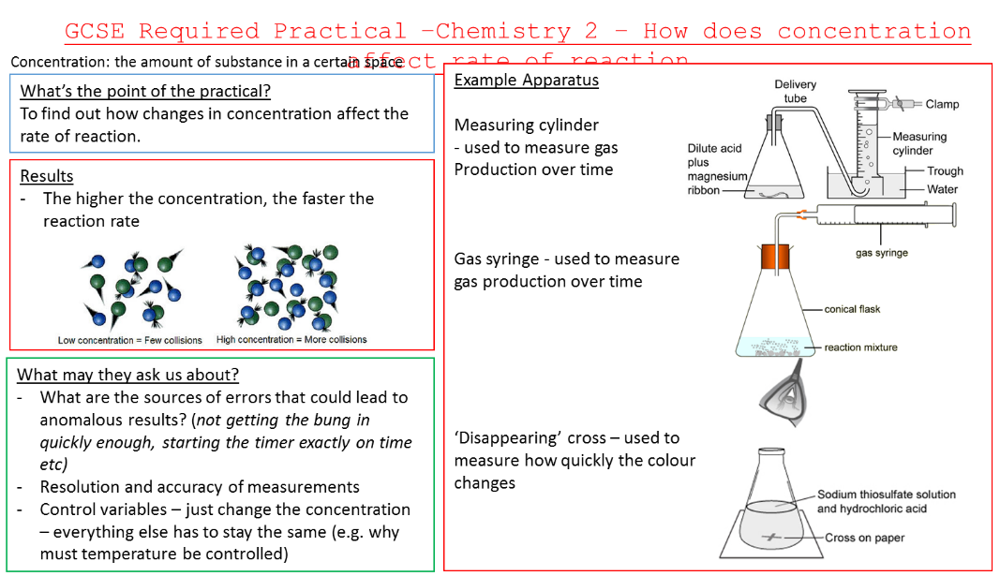 GCSE Required Practical –Chemistry 2 – How does concentration
affect rate of reaction
Concentration: the amount of substance in a certain space
What's the point of the practical?
To find out how changes in concentration affect the
rate of reaction.
Results
- The higher the concentration, the faster the
reaction rate
Low concentration = Few collisions
High concentration = More collisions
What may they ask us about?
- What are the sources of errors that could lead to
anomalous results? (not getting the bung in
quickly enough, starting the timer exactly on time
etc)
- Resolution and accuracy of measurements
- Control variables – just change the concentration
– everything else has to stay the same (e.g. why
must temperature be controlled)
Example Apparatus
Measuring cylinder
- used to measure gas
Production over time
Delivery
tube
Clamp
Measuring
cylinder
Dilute acid
plus
magnesium
ribbon
Trough
Water
Gas syringe - used to measure
gas production over time
gas syringe
conical flask
reaction mixture
'Disappearing' cross – used to
measure how quickly the colour
changes
Sodium thiosulfate solution
and hydrochloric acid
Cross on paper